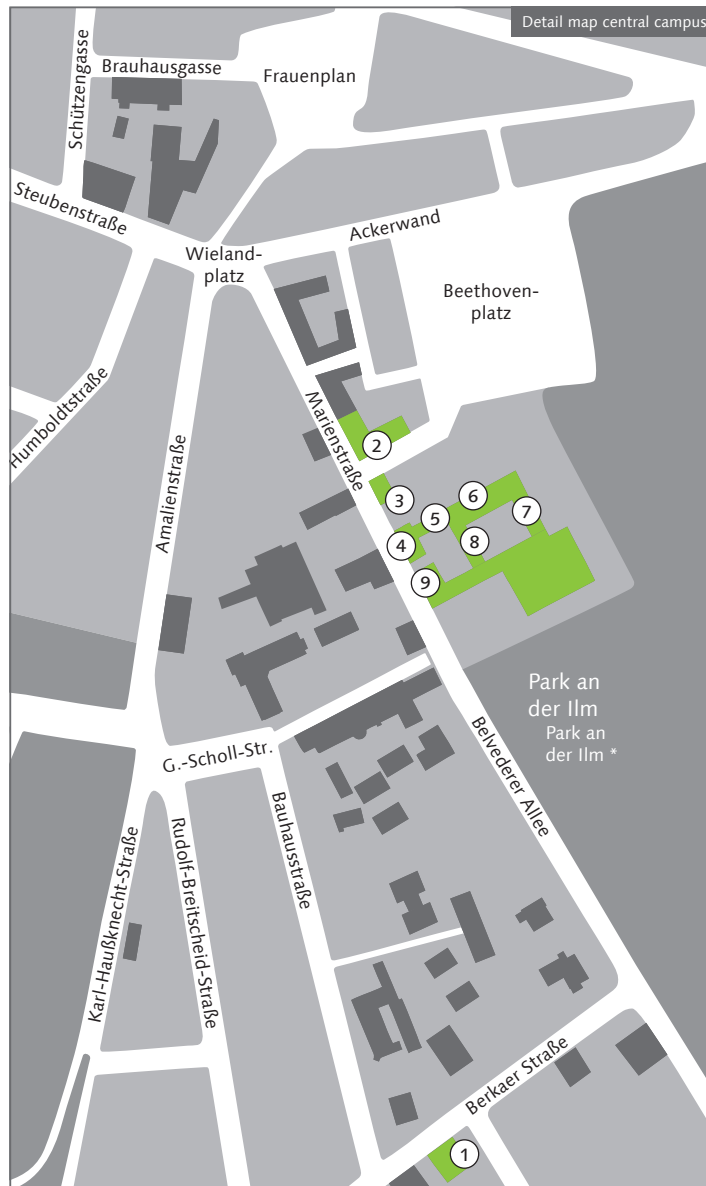 Detail map central campus
Brauhausgasse
Frauenplan
Schützengasse
Steubenstraße
Ackerwand
Wieland-
platz
Beethoven-
platz
Humboldtstraße
Amalienstraße
Marienstraße
2
3
6
5
7
4
8
9
Park an
der Ilm
Park an
der Ilm *
G.-Scholl-Str.
Belvederer Allee
Bauhausstraße
Rudolf-Breitscheid-Straße
Karl-Haußknecht-Straße
Berkaer Straße
1